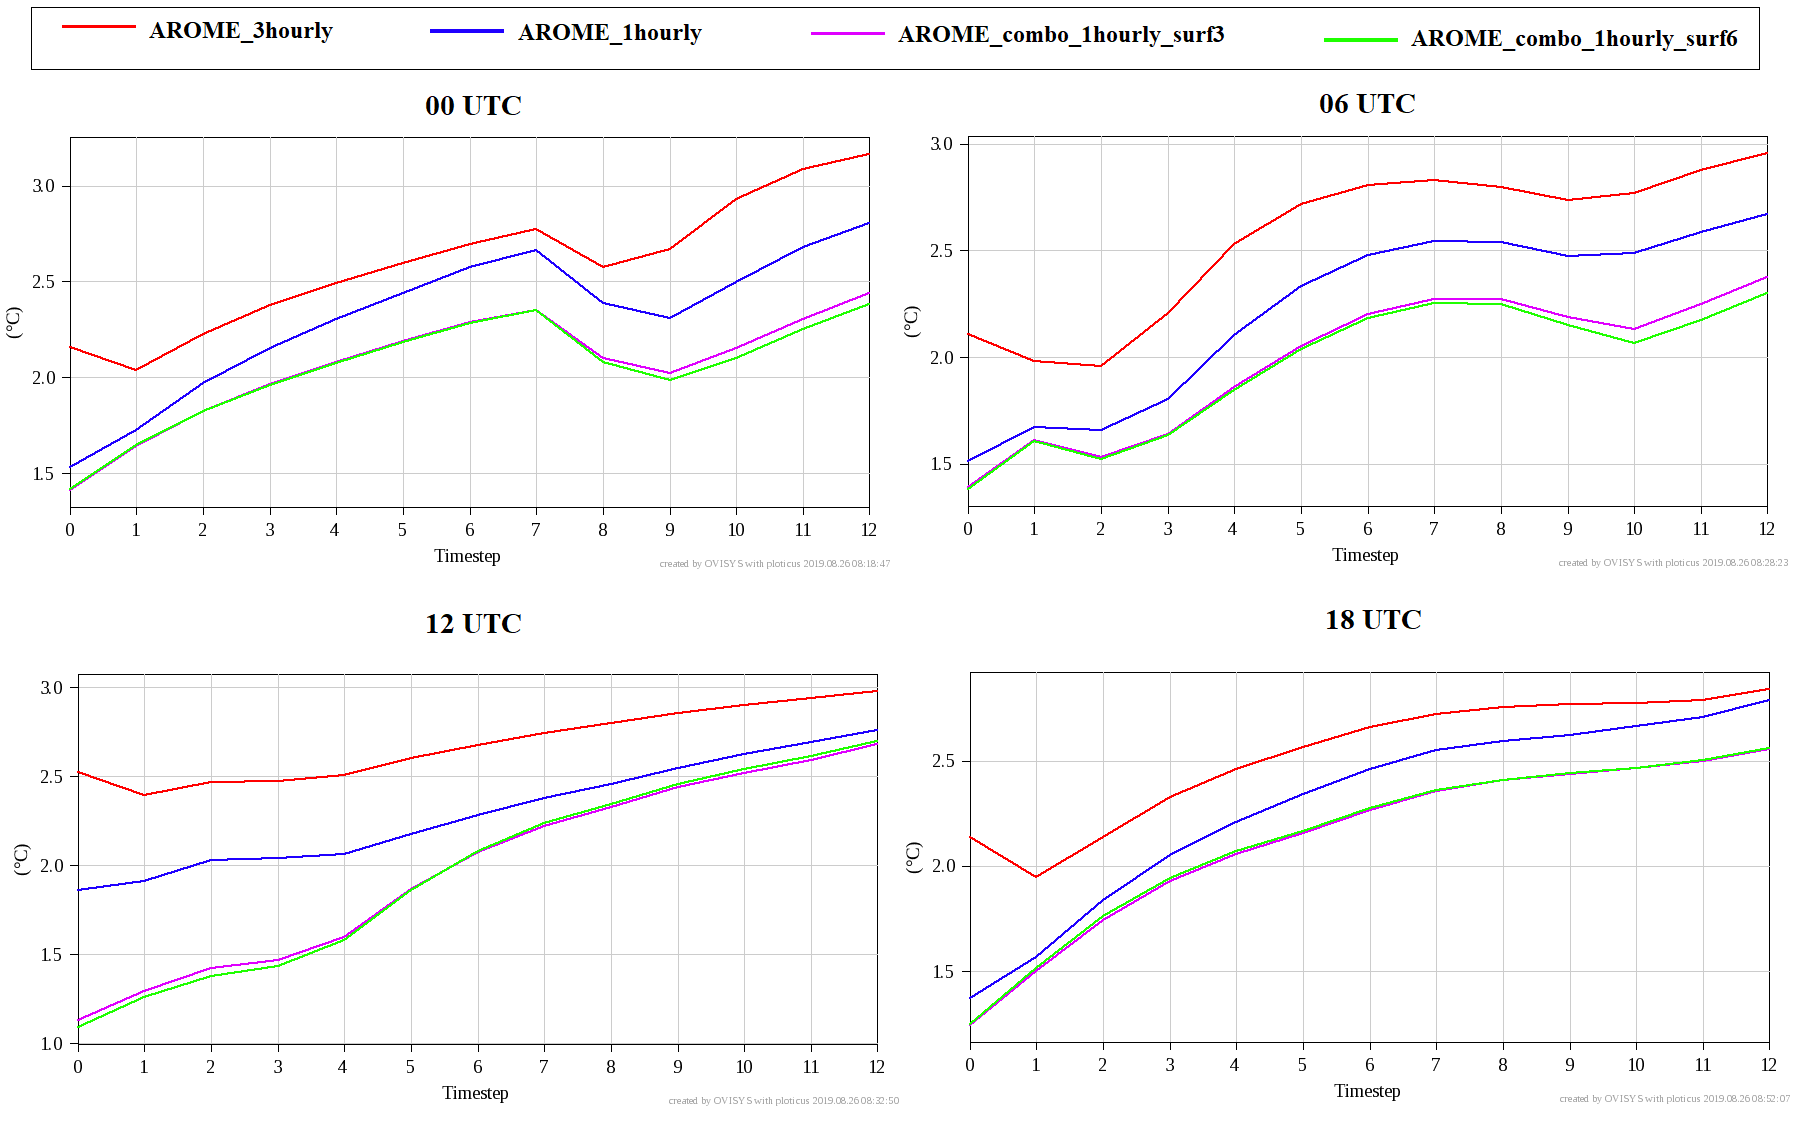 AROME_3hourly AROME_1hourly AROME_combo_1hourly_surf3 AROME_combo_1hourly_surf6
00 UTC
3.0
2.5
2.0
1.5
(°C)
0 1 2 3 4 5 6 7 8 9 10 11 12
Timestep
created by OVISYS with ploticus 2019.08.26 08:18:47
06 UTC
3.0
2.5
2.0
1.5
(°C)
0 1 2 3 4 5 6 7 8 9 10 11 12
Timestep
created by OVISYS with ploticus 2019.08.26 08:28:23
12 UTC
3.0
2.5
2.0
1.5
1.0
(°C)
0 1 2 3 4 5 6 7 8 9 10 11 12
Timestep
created by OVISYS with ploticus 2019.08.26 08:32:50
18 UTC
2.5
2.0
1.5
(°C)
0 1 2 3 4 5 6 7 8 9 10 11 12
Timestep
created by OVISYS with ploticus 2019.08.26 08:52:07